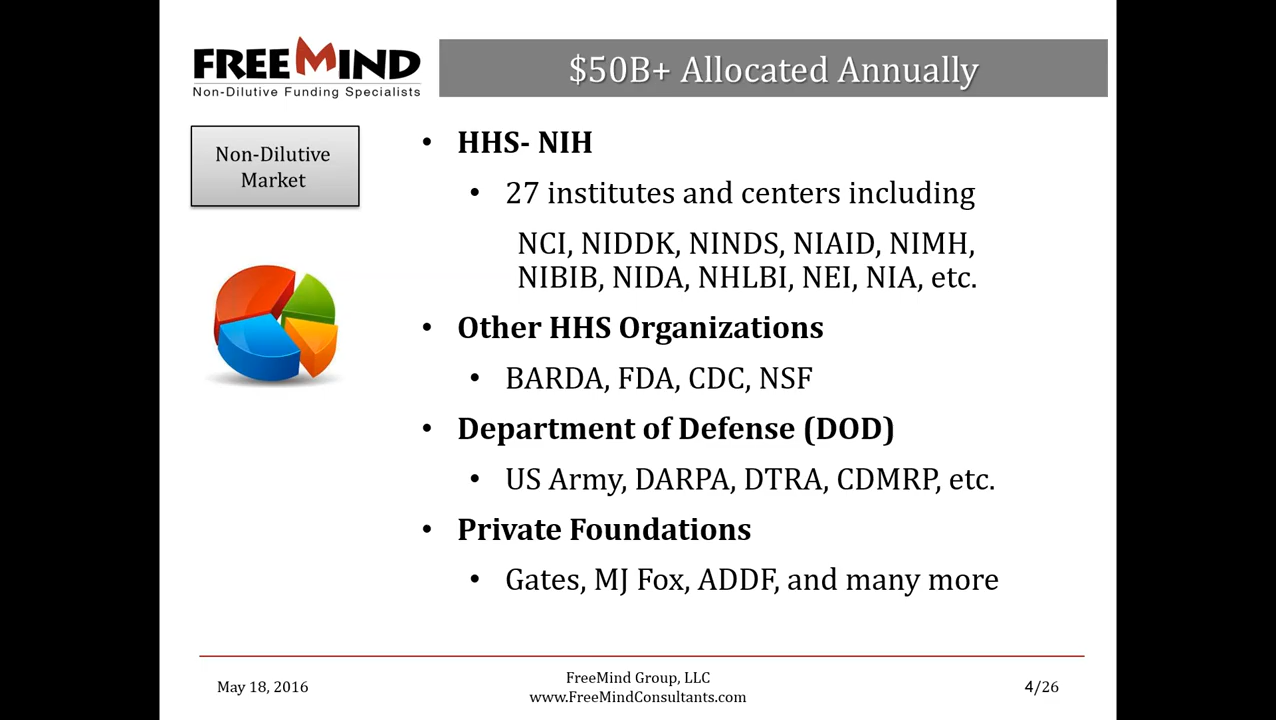 FREEMIND
Non-Dilutive Funding Specialists
$50B+ Allocated Annually
Non-Dilutive
Market
• HHS- NIH
• 27 institutes and centers including
NCI, NIDDK, NINDS, NIAID, NIMH,
NIBIB, NIDA, NHLBI, NEI, NIA, etc.
• Other HHS Organizations
• BARDA, FDA, CDC, NSF
• Department of Defense (DOD)
• US Army, DARPA, DTRA, CDMRP, etc.
• Private Foundations
• Gates, MJ Fox, ADDF, and many more
May 18, 2016
FreeMind Group, LLC
www.FreeMindConsultants.com
4/26